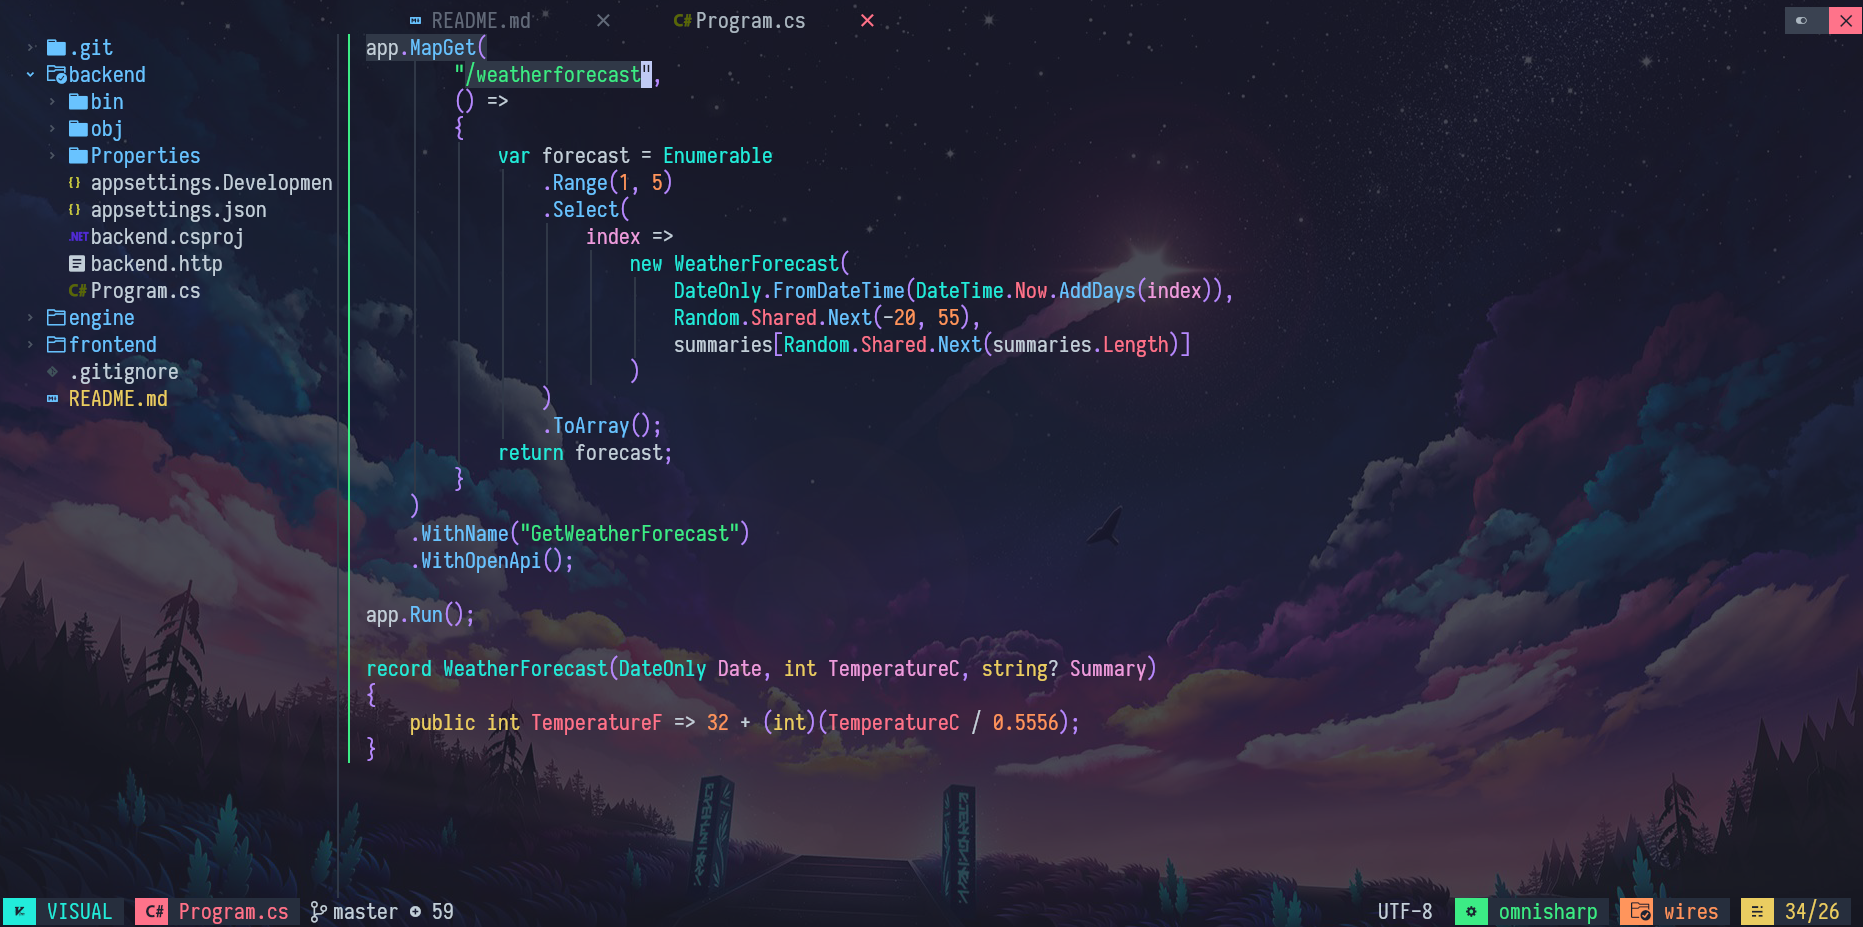 README.md
C# Program.cs
.git
backend
bin
obj
Properties
{} appsettings.Developmen
{} appsettings.json
.NET backend.csproj
backend.http
C# Program.cs
engine
frontend
.gitignore
README.md
app.MapGet(
"/weatherforecast",
() =>
{
var forecast = Enumerable
.Range(1, 5)
.Select(
index =>
new WeatherForecast(
DateOnly.FromDateTime(DateTime.Now.AddDays(index)),
Random.Shared.Next(-20, 55),
summaries[Random.Shared.Next(summaries.Length)]
)
)
.ToArray();
return forecast;
}
)
.WithName("GetWeatherForecast")
.WithOpenApi();
app.Run();
record WeatherForecast(DateOnly Date, int TemperatureC, string? Summary)
{
public int TemperatureF => 32 + (int)(TemperatureC / 0.5556);
}
VISUAL C# Program.cs master 59 UTF-8 omnisharp wires 34/26